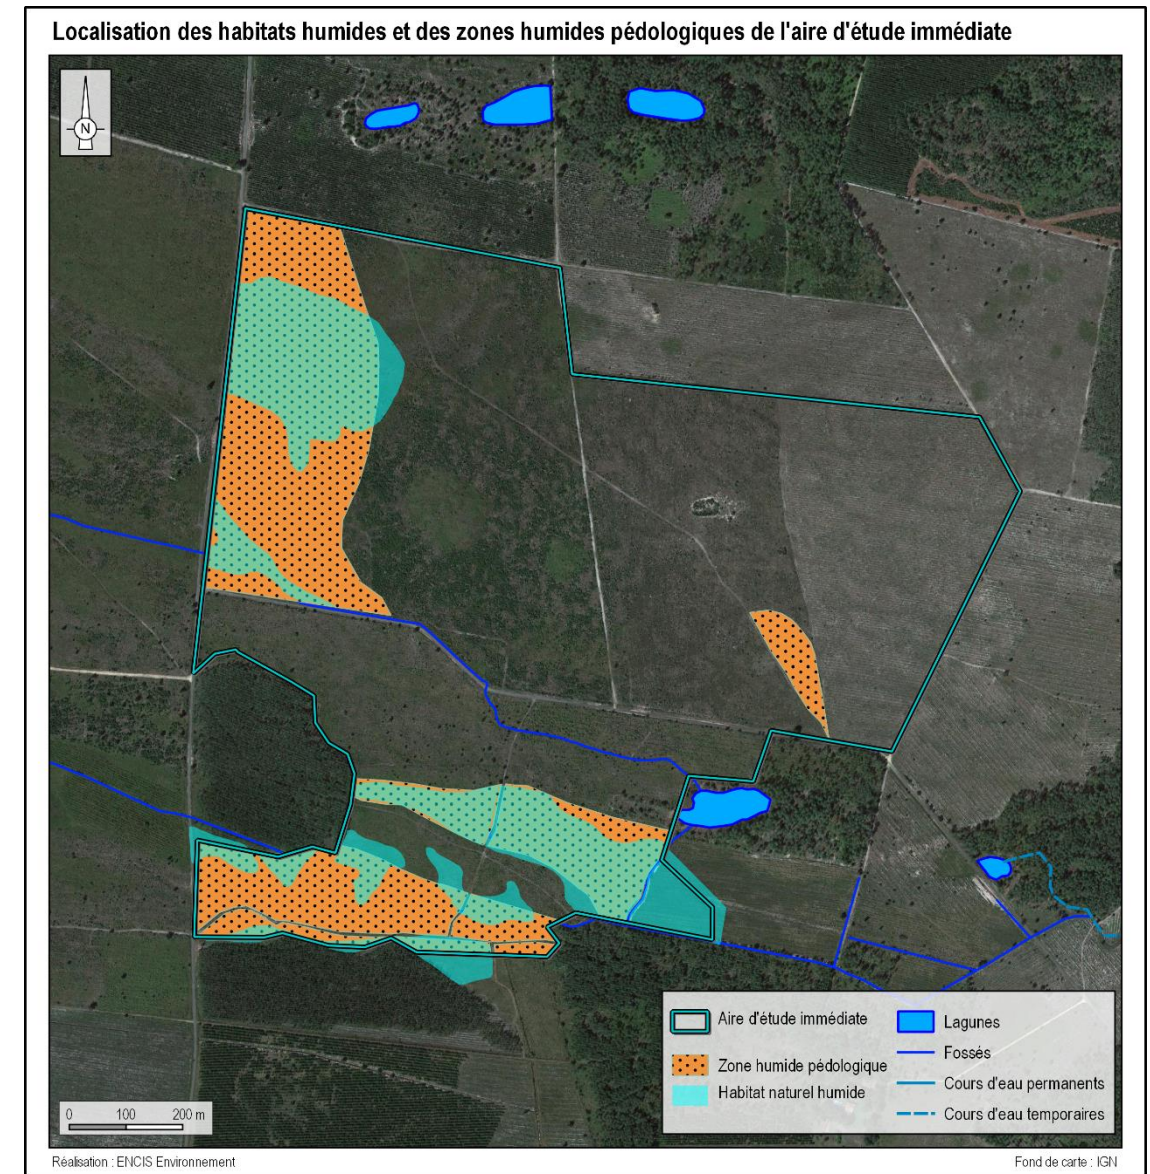 Localisation des habitats humides et des zones humides pédologiques de l'aire d'étude immédiate
N
Aire d'étude immédiate
Zone humide pédologique
Habitat naturel humide
Lagunes
Fossés
Cours d'eau permanents
Cours d'eau temporaires
0 100 200 m
Réalisation : ENCIS Environnement
Fond de carte : IGN